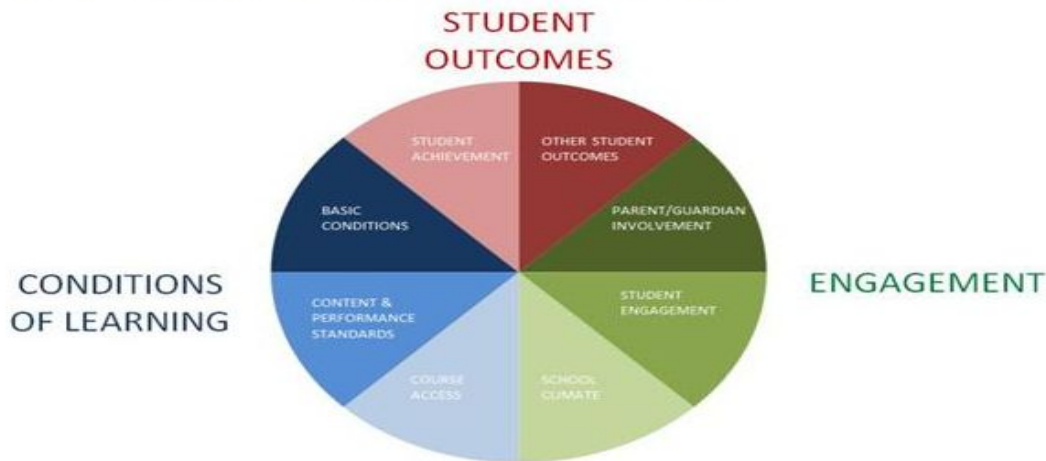 STUDENT
OUTCOMES
STUDENT
ACHIEVEMENT
OTHER STUDENT
OUTCOMES
BASIC
CONDITIONS
PARENT/GUARDIAN
INVOLVEMENT
CONDITIONS
OF LEARNING
CONTENT &
PERFORMANCE
STANDARDS
STUDENT
ENGAGEMENT
ENGAGEMENT
COURSE
ACCESS
SCHOOL
CLIMATE